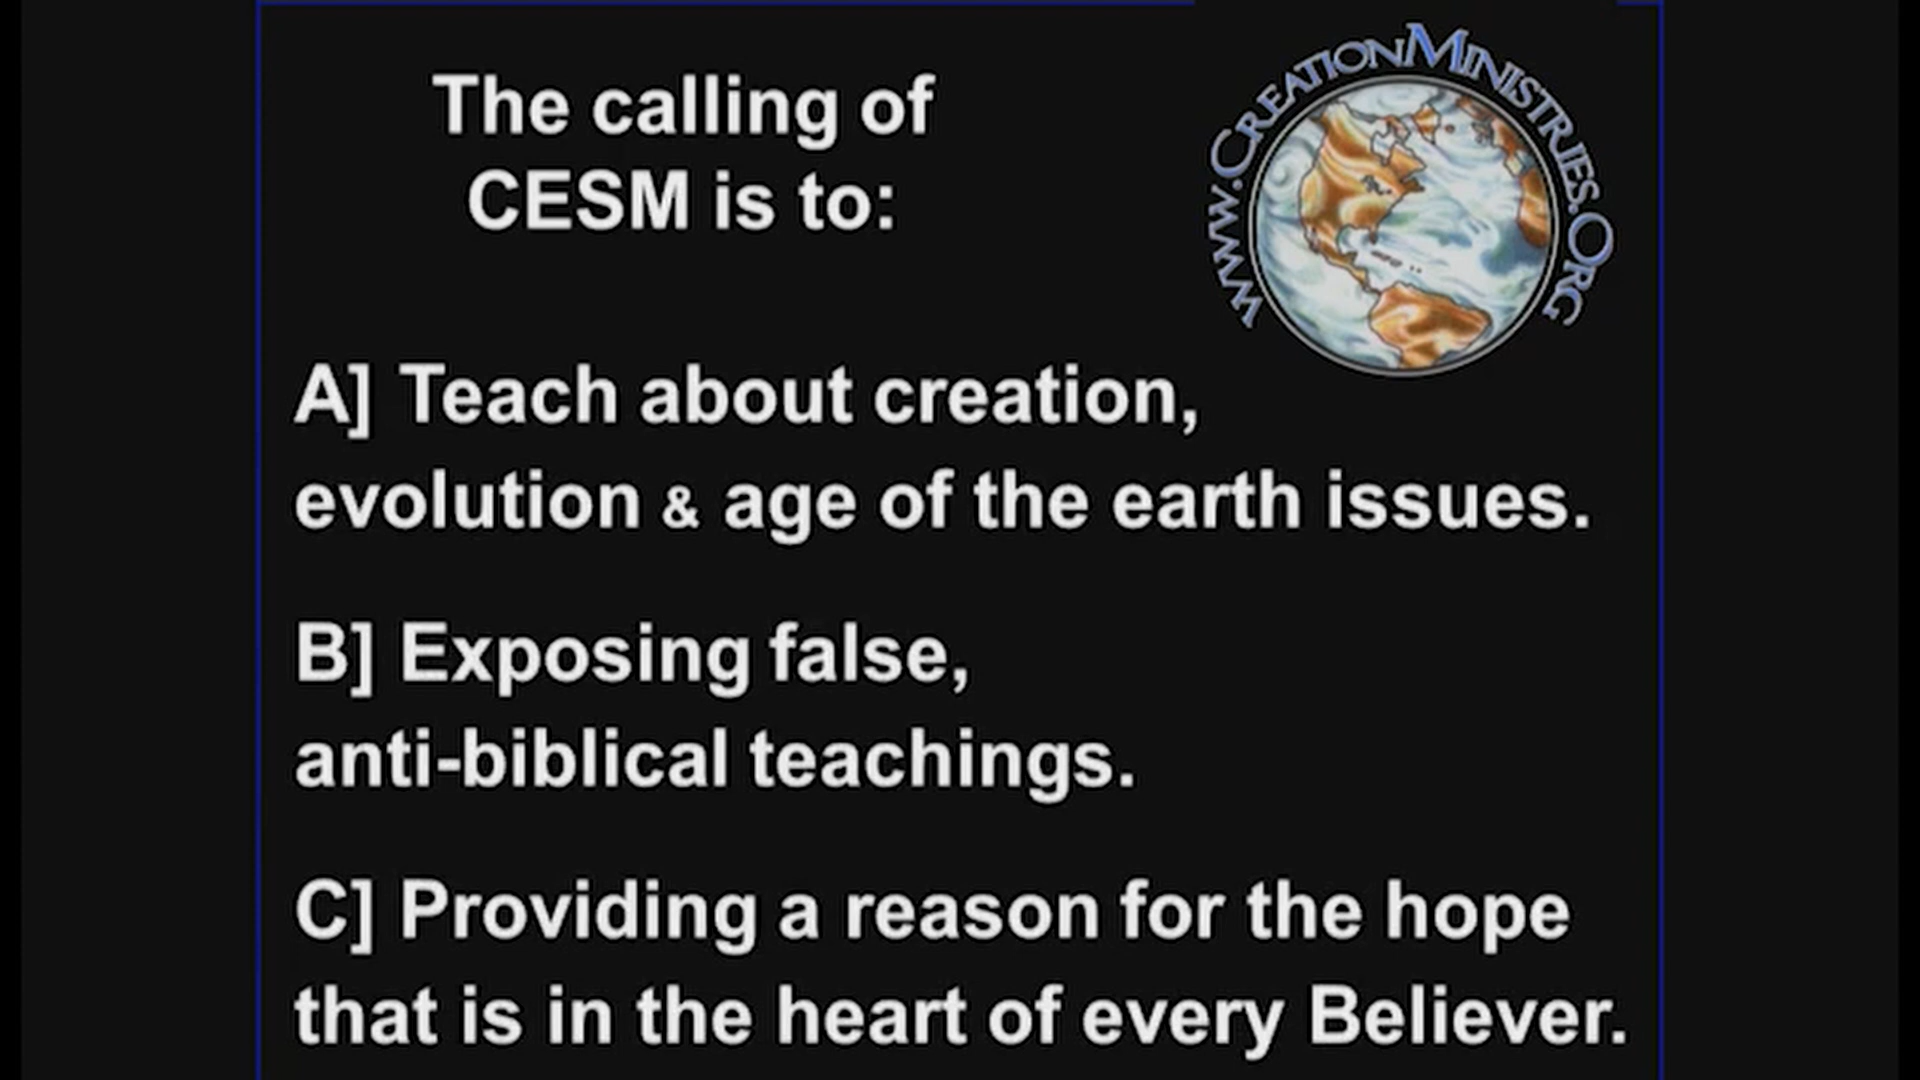 The calling of
CESM is to:
www.CreationMinistries.Org
A] Teach about creation,
evolution & age of the earth issues.
B] Exposing false,
anti-biblical teachings.
C] Providing a reason for the hope
that is in the heart of every Believer.